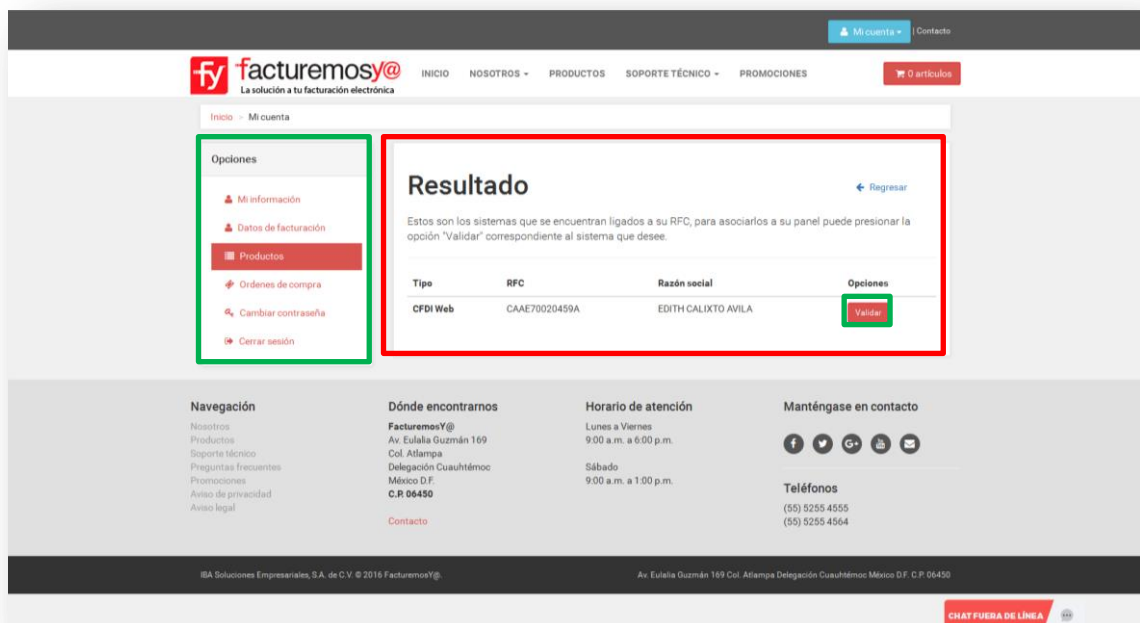 Mi cuenta | Contacto
fy facturemosy@
La solución a tu facturación electrónica
INICIO NOSOTROS PRODUCTOS SOPORTE TÉCNICO PROMOCIONES
0 artículos
Inicio > Mi cuenta
Opciones
Mi información
Datos de facturación
Productos
Ordenes de compra
Cambiar contraseña
Cerrar sesión
Resultado
Regresar
Estos son los sistemas que se encuentran ligados a su RFC, para asociarlos a su panel puede presionar la
opción "Validar" correspondiente al sistema que desee.
Tipo RFC Razón social Opciones
CFDI Web CAAE70020459A EDITH CALIXTO AVILA Validar
Navegación
Nosotros
Productos
Soporte técnico
Preguntas frecuentes
Promociones
Aviso de privacidad
Aviso legal
Dónde encontrarnos
FacturemosY@
Av. Eulalia Guzmán 169
Col. Atlampa
Delegación Cuauhtémoc
México D.F.
C.P. 06450
Contacto
Horario de atención
Lunes a Viernes
9:00 a.m. a 6:00 p.m.
Sábado
9:00 a.m. a 1:00 p.m.
Manténgase en contacto
Teléfonos
(55) 5255 4555
(55) 5255 4564
IBA Soluciones Empresariales, S.A. de C.V. © 2016 FacturemosY@.
Av. Eulalia Guzmán 169 Col. Atlampa Delegación Cuauhtémoc México D.F. C.P. 06450
CHAT FUERA DE LÍNEA